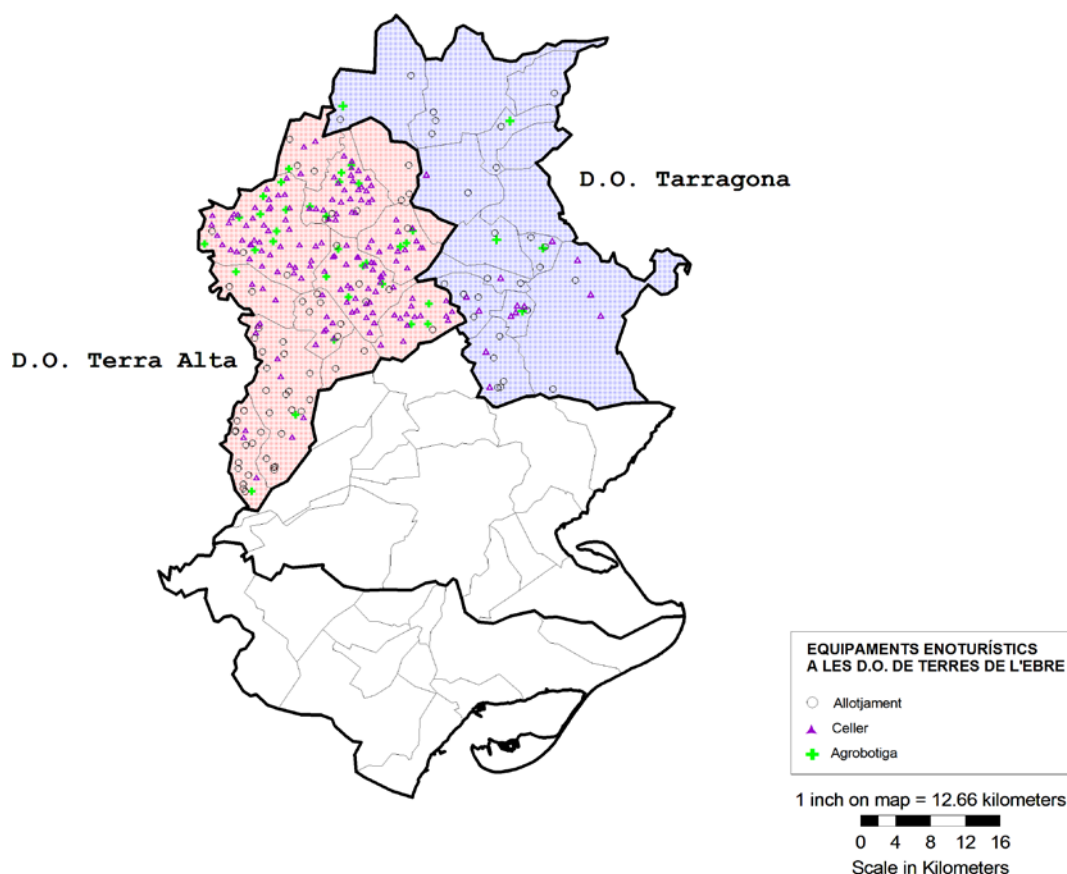 D.O. Tarragona
D.O. Terra Alta
EQUIPAMENTS ENOTURÍSTICS
A LES D.O. DE TERRES DE L'EBRE
Allotjament
Celler
Agrobotiga
1 inch on map = 12.66 kilometers
0 4 8 12 16
Scale in Kilometers